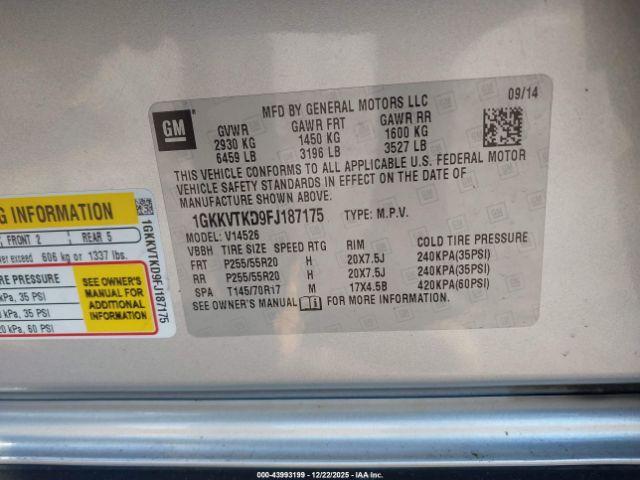 MFD BY GENERAL MOTORS LLC
09/14
GM
GVWR GAWR FRT GAWR RR
2930 KG 1450 KG 1600 KG
6459 LB 3196 LB 3527 LB
THIS VEHICLE CONFORMS TO ALL APPLICABLE U.S. FEDERAL MOTOR
VEHICLE SAFETY STANDARDS IN EFFECT ON THE DATE OF
MANUFACTURE SHOWN ABOVE.
1GKKVTKD9FJ187175 TYPE: M.P.V.
MODEL: V14526
VBBH TIRE SIZE SPEED RTG RIM COLD TIRE PRESSURE
FRT P255/55R20 H 20X7.5J 240KPA(35PSI)
RR P255/55R20 H 20X7.5J 240KPA(35PSI)
SPA T145/70R17 M 17X4.5B 420KPA(60PSI)
SEE OWNER'S MANUAL i FOR MORE INFORMATION.
INFORMATION
FRONT 2 REAR 5
exceed 606 kg or 1337 lbs.
PRESSURE
kPa, 35 PSI
kPa, 35 PSI
kPa, 60 PSI
SEE OWNER'S
MANUAL FOR
ADDITIONAL
INFORMATION
1GKKVTKD9FJ187175
000-43993199 - 12/22/2025 - IAA Inc.